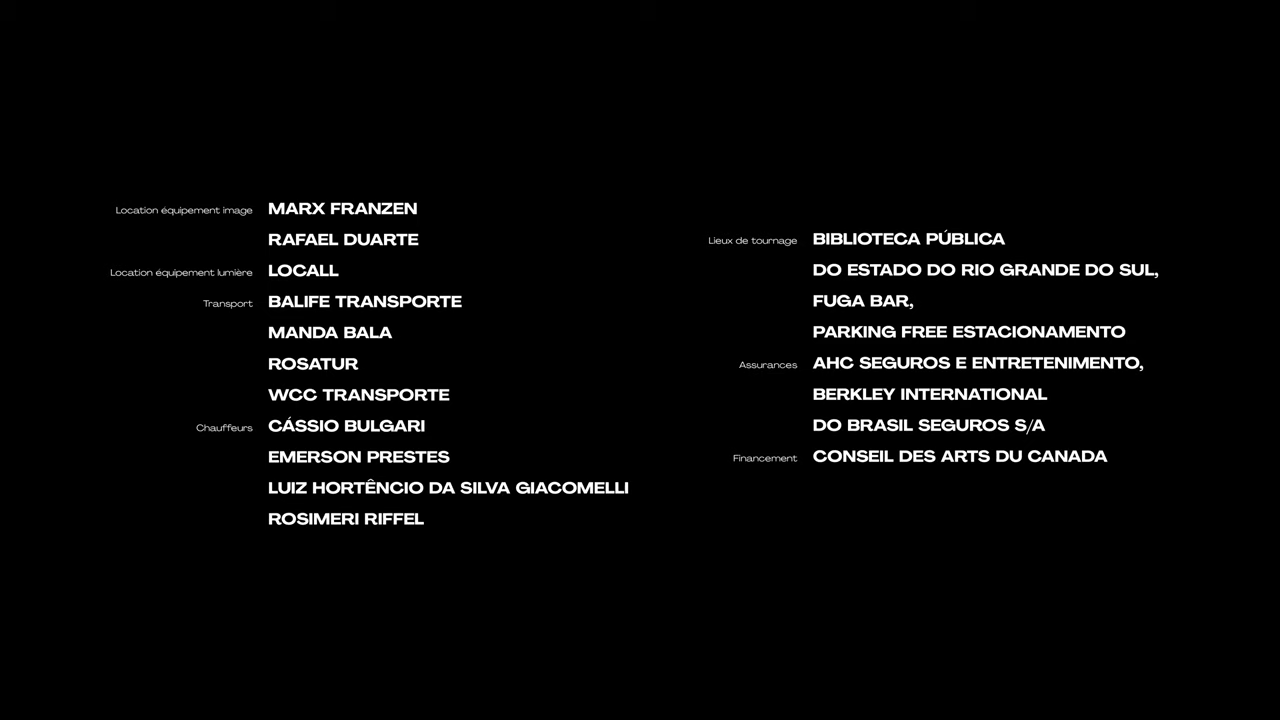 Location équipement image MARX FRANZEN
RAFAEL DUARTE
Location équipement lumière LOCALL
Transport BALIFE TRANSPORTE
MANDA BALA
ROSATUR
WCC TRANSPORTE
Chauffeurs CÁSSIO BULGARI
EMERSON PRESTES
LUIZ HORTÊNCIO DA SILVA GIACOMELLI
ROSIMERI RIFFEL
Lieux de tournage BIBLIOTECA PÚBLICA
DO ESTADO DO RIO GRANDE DO SUL,
FUGA BAR,
PARKING FREE ESTACIONAMENTO
Assurances AHC SEGUROS E ENTRETENIMENTO,
BERKLEY INTERNATIONAL
DO BRASIL SEGUROS S/A
Financement CONSEIL DES ARTS DU CANADA